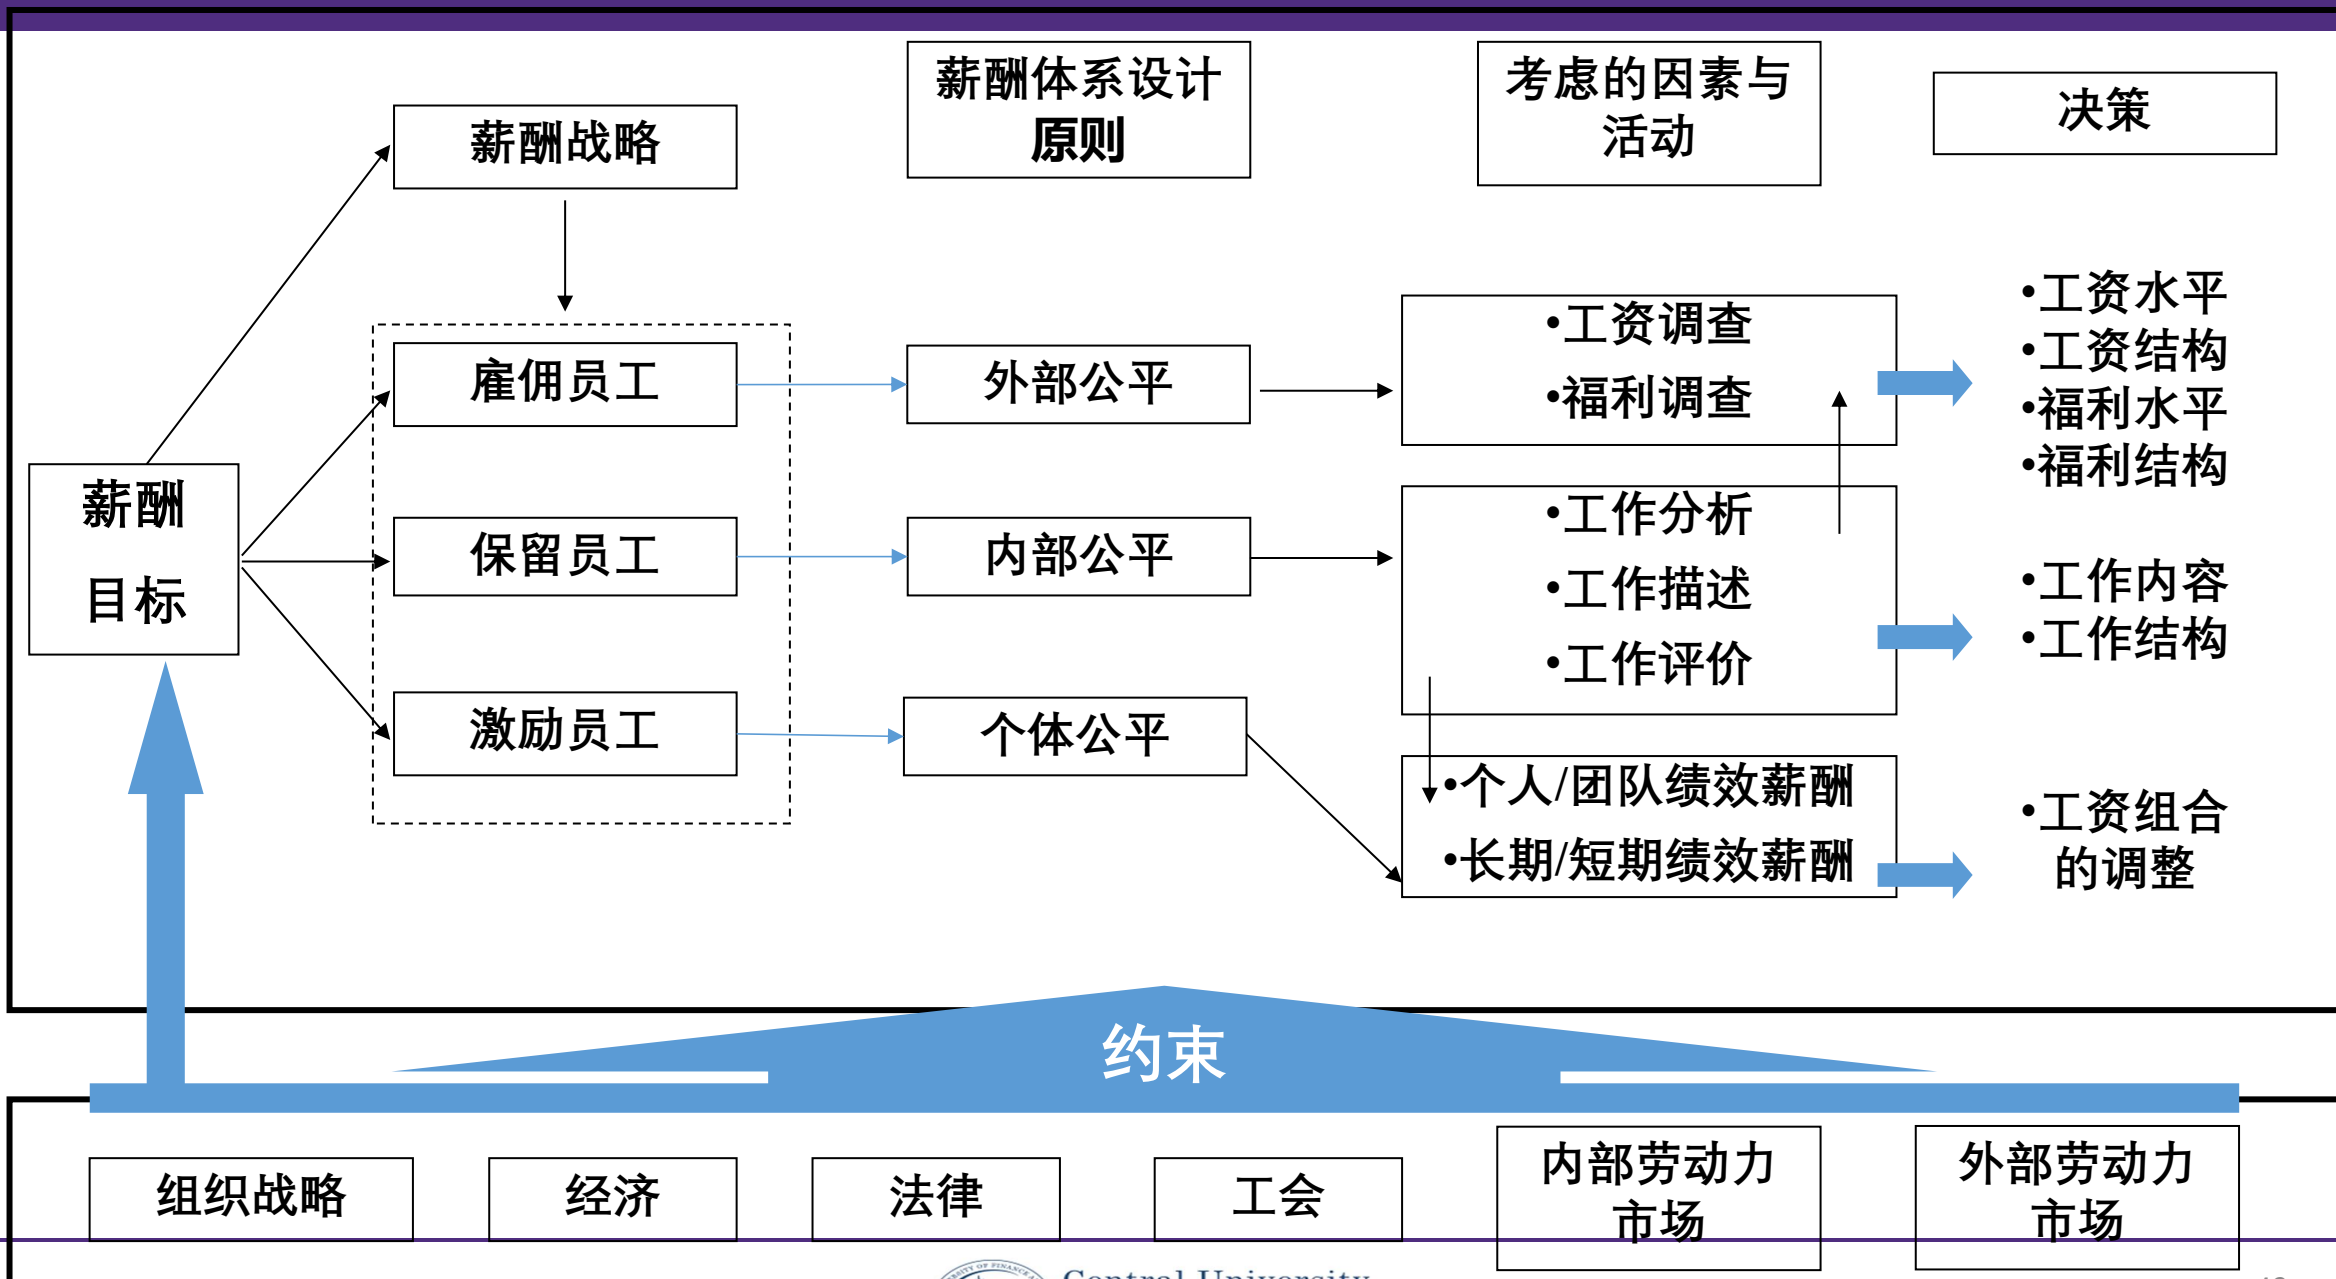 薪酬体系设计
原则
考虑的因素与
活动
决策
薪酬战略
薪酬
目标
雇佣员工
保留员工
激励员工
外部公平
内部公平
个体公平
•工资调查
•福利调查
•工作分析
•工作描述
•工作评价
•个人/团队绩效薪酬
•长期/短期绩效薪酬
•工资水平
•工资结构
•福利水平
•福利结构
•工作内容
•工作结构
•工资组合
的调整
约束
组织战略
经济
法律
工会
内部劳动力
市场
外部劳动力
市场
Central University